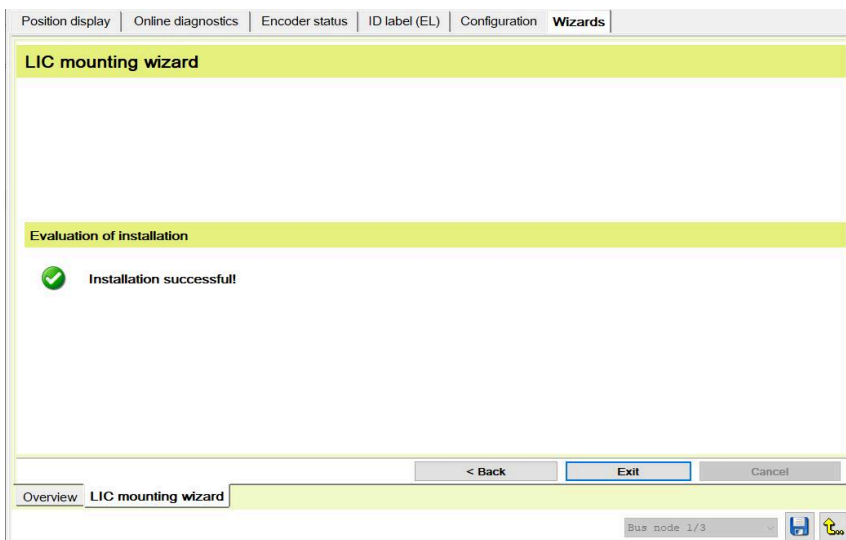 Position display Online diagnostics Encoder status ID label (EL) Configuration Wizards
LIC mounting wizard
Evaluation of installation
Installation successful!
< Back Exit Cancel
Overview LIC mounting wizard
Bus node 1/3